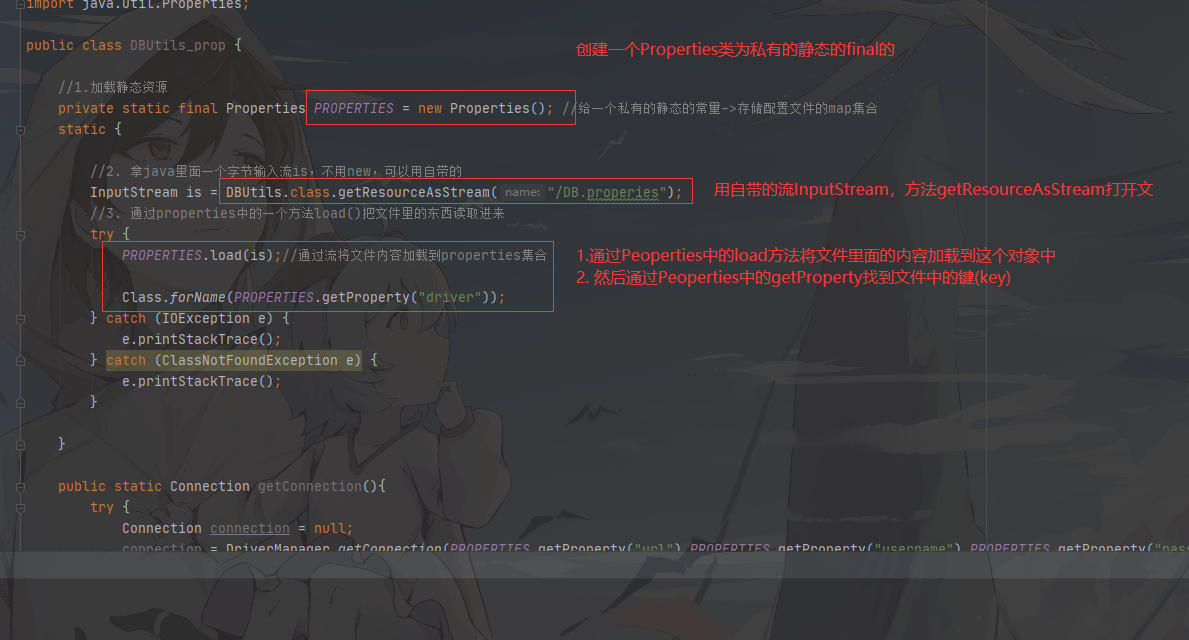 import java.util.Properties;
public class DBUtils_prop {
创建一个Properties类为私有的静态的final的
//1.加载静态资源
private static final Properties PROPERTIES = new Properties(); //给一个私有的静态的常量->存储配置文件的map集合
static {
//2. 拿java里面一个字节输入流is，不用new，可以用自带的
InputStream is = DBUtils.class.getResourceAsStream( name: "/DB.properies");
用自带的流InputStream，方法getResourceAsStream打开文
//3. 通过properties中的一个方法load()把文件里的东西读取进来
try {
PROPERTIES.load(is);//通过流将文件内容加载到properties集合
1.通过Peoperties中的load方法将文件里面的内容加载到这个对象中
2. 然后通过Peoperties中的getProperty找到文件中的键(key)
Class.forName(PROPERTIES.getProperty("driver"));
} catch (IOException e) {
e.printStackTrace();
} catch (ClassNotFoundException e) {
e.printStackTrace();
}
}
public static Connection getConnection(){
try {
Connection connection = null;
connection = DriverManager.getConnection(PROPERTIES.getProperty("url"),PROPERTIES.getProperty("username"),PROPERTIES.getProperty("pass